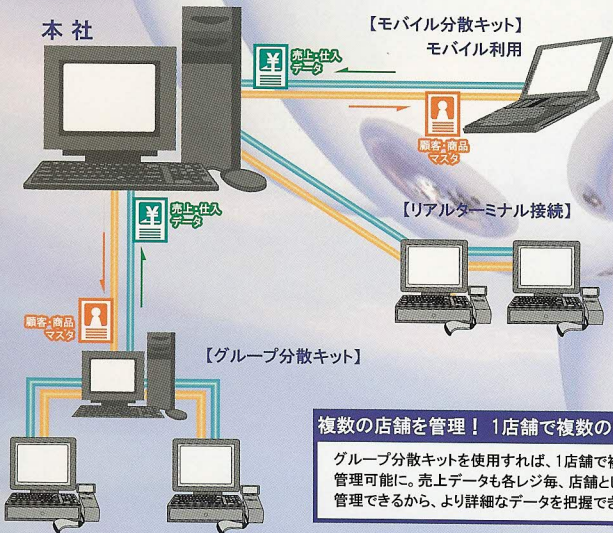 本社
【モバイル分散キット】
モバイル利用
売上・仕入
データ
顧客・商品
マスタ
【リアルターミナル接続】
売上・仕入
データ
顧客・商品
マスタ
【グループ分散キット】
複数の店舗を管理！ 1店舗で複数の
グループ分散キットを使用すれば、1店舗で
管理可能に。売上データも各レジ毎、店舗と
管理できるから、より詳細なデータを把握で